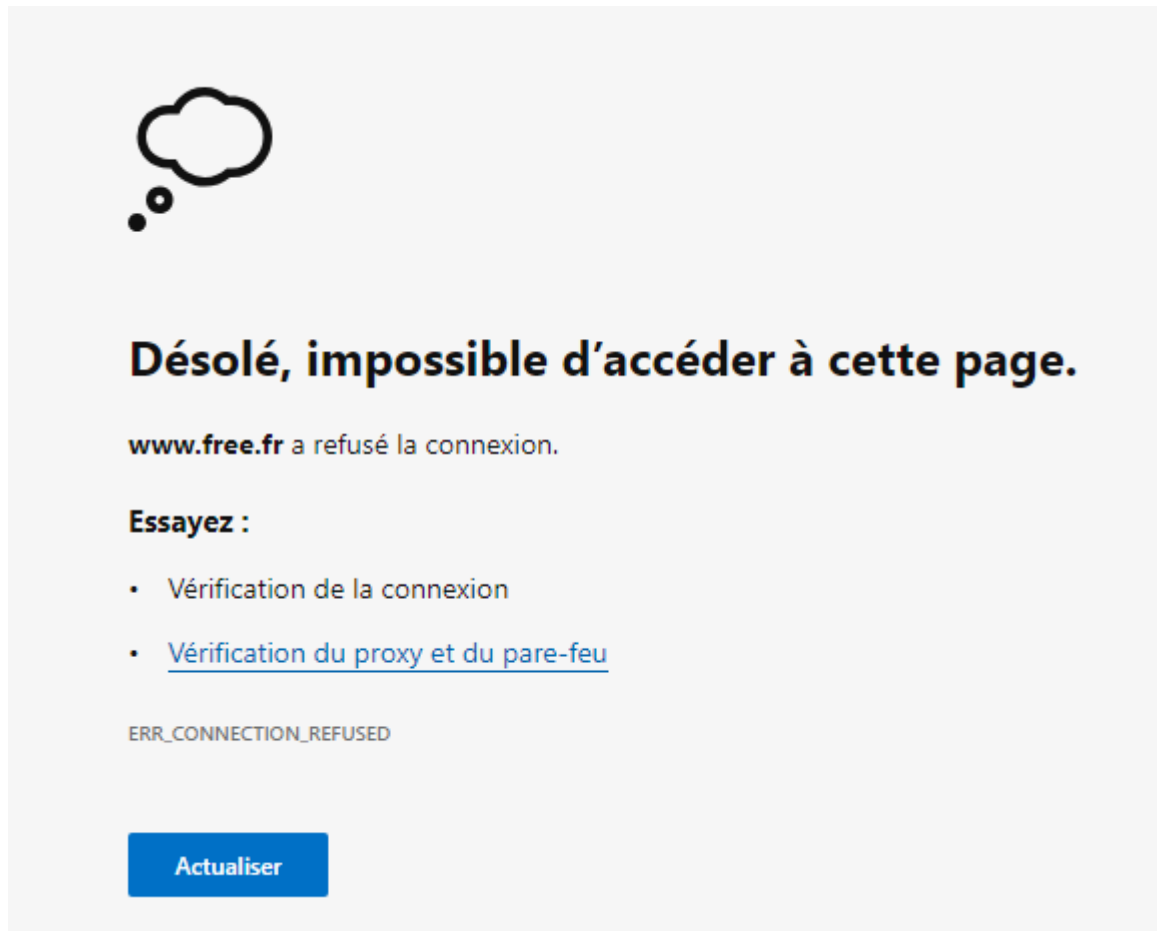 Désolé, impossible d’accéder à cette page.
www.free.fr a refusé la connexion.
Essayez :
• Vérification de la connexion
• Vérification du proxy et du pare-feu
ERR_CONNECTION_REFUSED
Actualiser